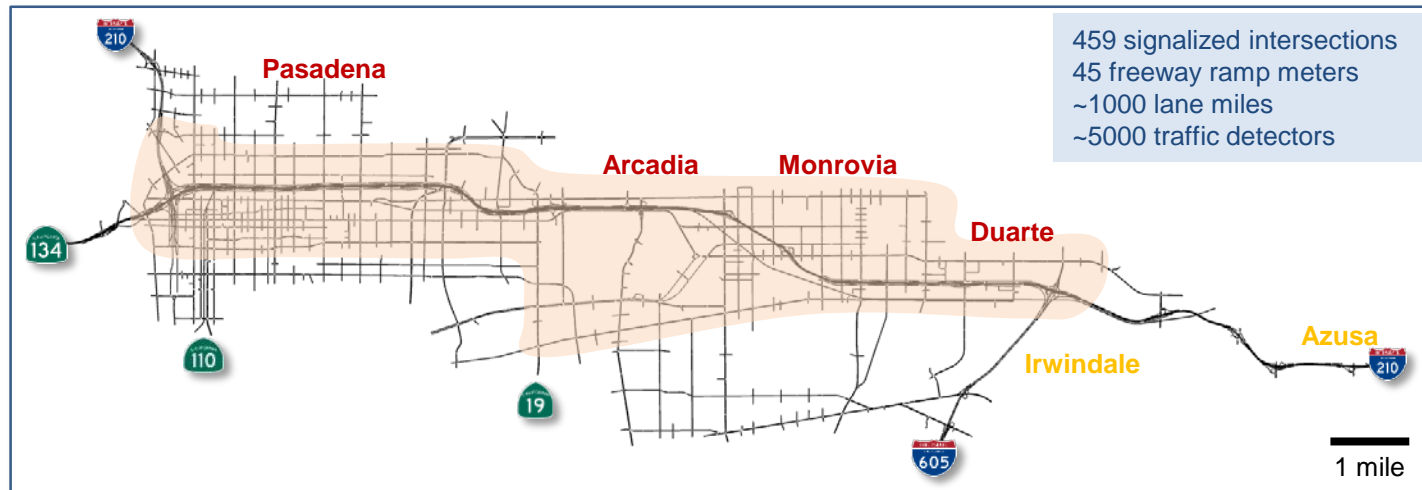 459 signalized intersections
45 freeway ramp meters
~1000 lane miles
~5000 traffic detectors
210
Pasadena
Arcadia
Monrovia
Duarte
134
110
19
605
Irwindale
Azusa
210
1 mile